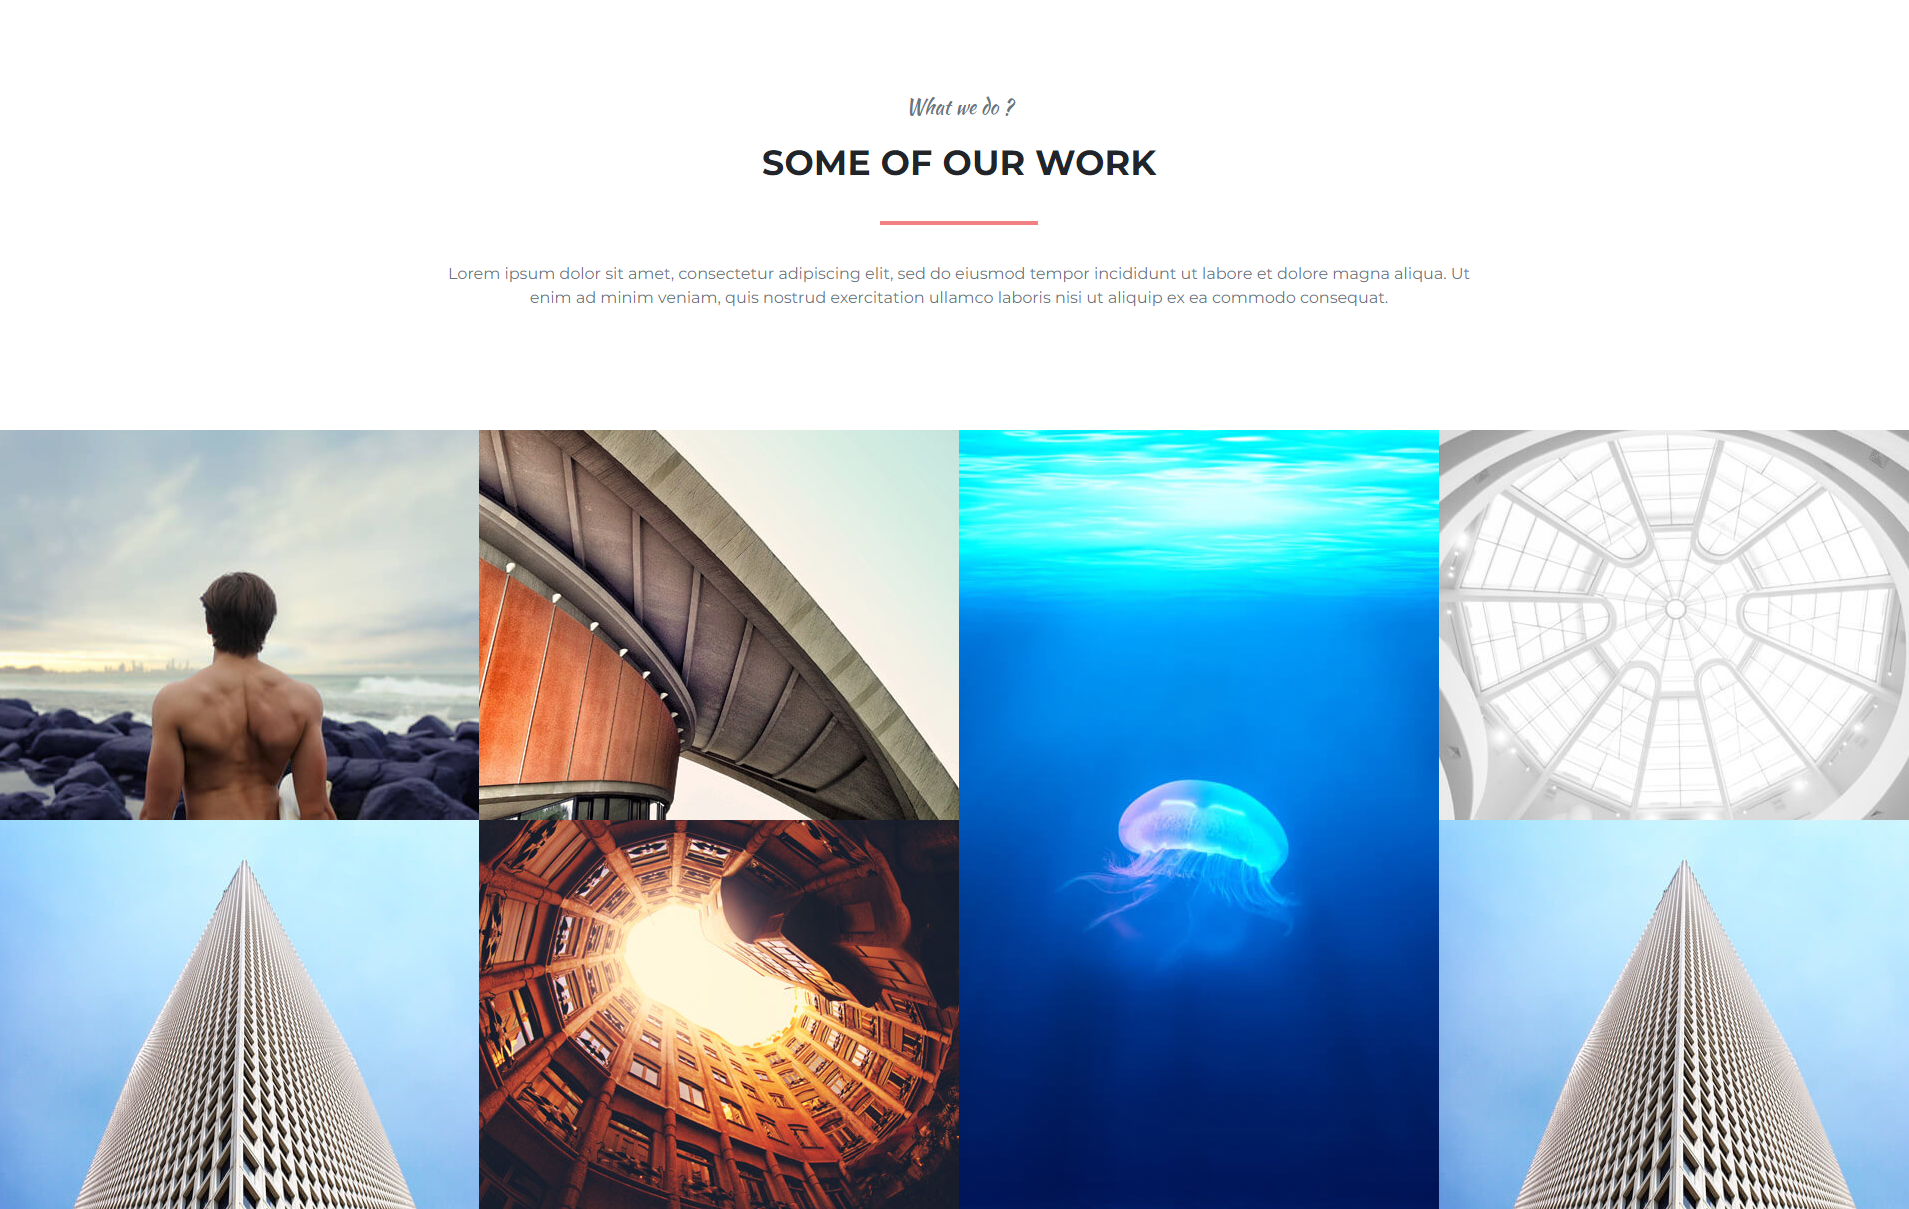 What we do ?
SOME OF OUR WORK
Lorem ipsum dolor sit amet, consectetur adipiscing elit, sed do eiusmod tempor incididunt ut labore et dolore magna aliqua. Ut
enim ad minim veniam, quis nostrud exercitation ullamco laboris nisi ut aliquip ex ea commodo consequat.